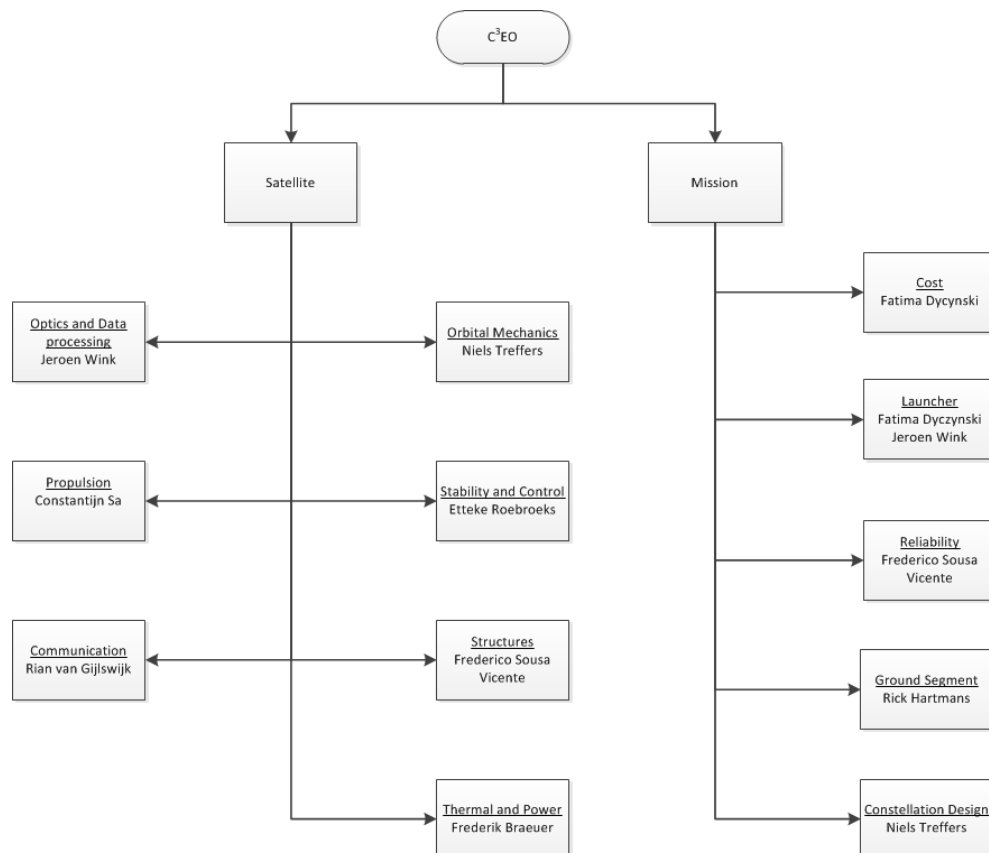 C³EO
Satellite
Mission
Optics and Data
processing
Jeroen Wink
Orbital Mechanics
Niels Treffers
Propulsion
Constantijn Sa
Stability and Control
Etteke Roebroeks
Communication
Rian van Gijlswijk
Structures
Frederico Sousa
Vicente
Thermal and Power
Frederik Braeuer
Cost
Fatima Dycynski
Launcher
Fatima Dyczynski
Jeroen Wink
Reliability
Frederico Sousa
Vicente
Ground Segment
Rick Hartmans
Constellation Design
Niels Treffers